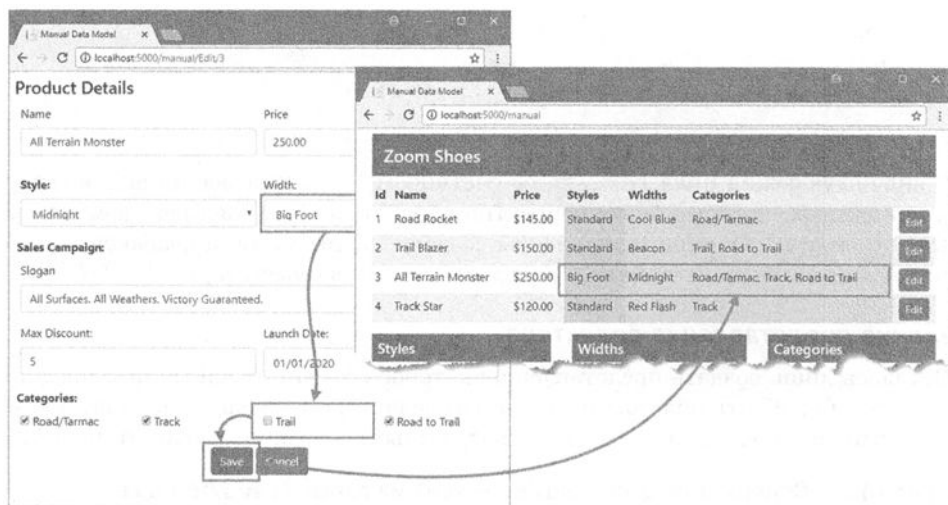 Manual Data Model
localhost:5000/manual/Edit/3
Product Details
Name
Price
All Terrain Monster
250.00
Style:
Width:
Midnight
Big Foot
Sales Campaign:
Slogan
All Surfaces. All Weathers. Victory Guaranteed.
Max Discount:
Launch Date:
5
01/01/2020
Categories:
Road/Tarmac
Track
Trail
Road to Trail
Save
Cancel
Manual Data Model
localhost:5000/manual
Zoom Shoes
Id Name Price Styles Widths Categories
1 Road Rocket $145.00 Standard Cool Blue Road/Tarmac Edit
2 Trail Blazer $150.00 Standard Beacon Trail, Road to Trail Edit
3 All Terrain Monster $250.00 Big Foot Midnight Road/Tarmac, Track, Road to Trail Edit
4 Track Star $120.00 Standard Red Flash Track Edit
Styles
Widths
Categories